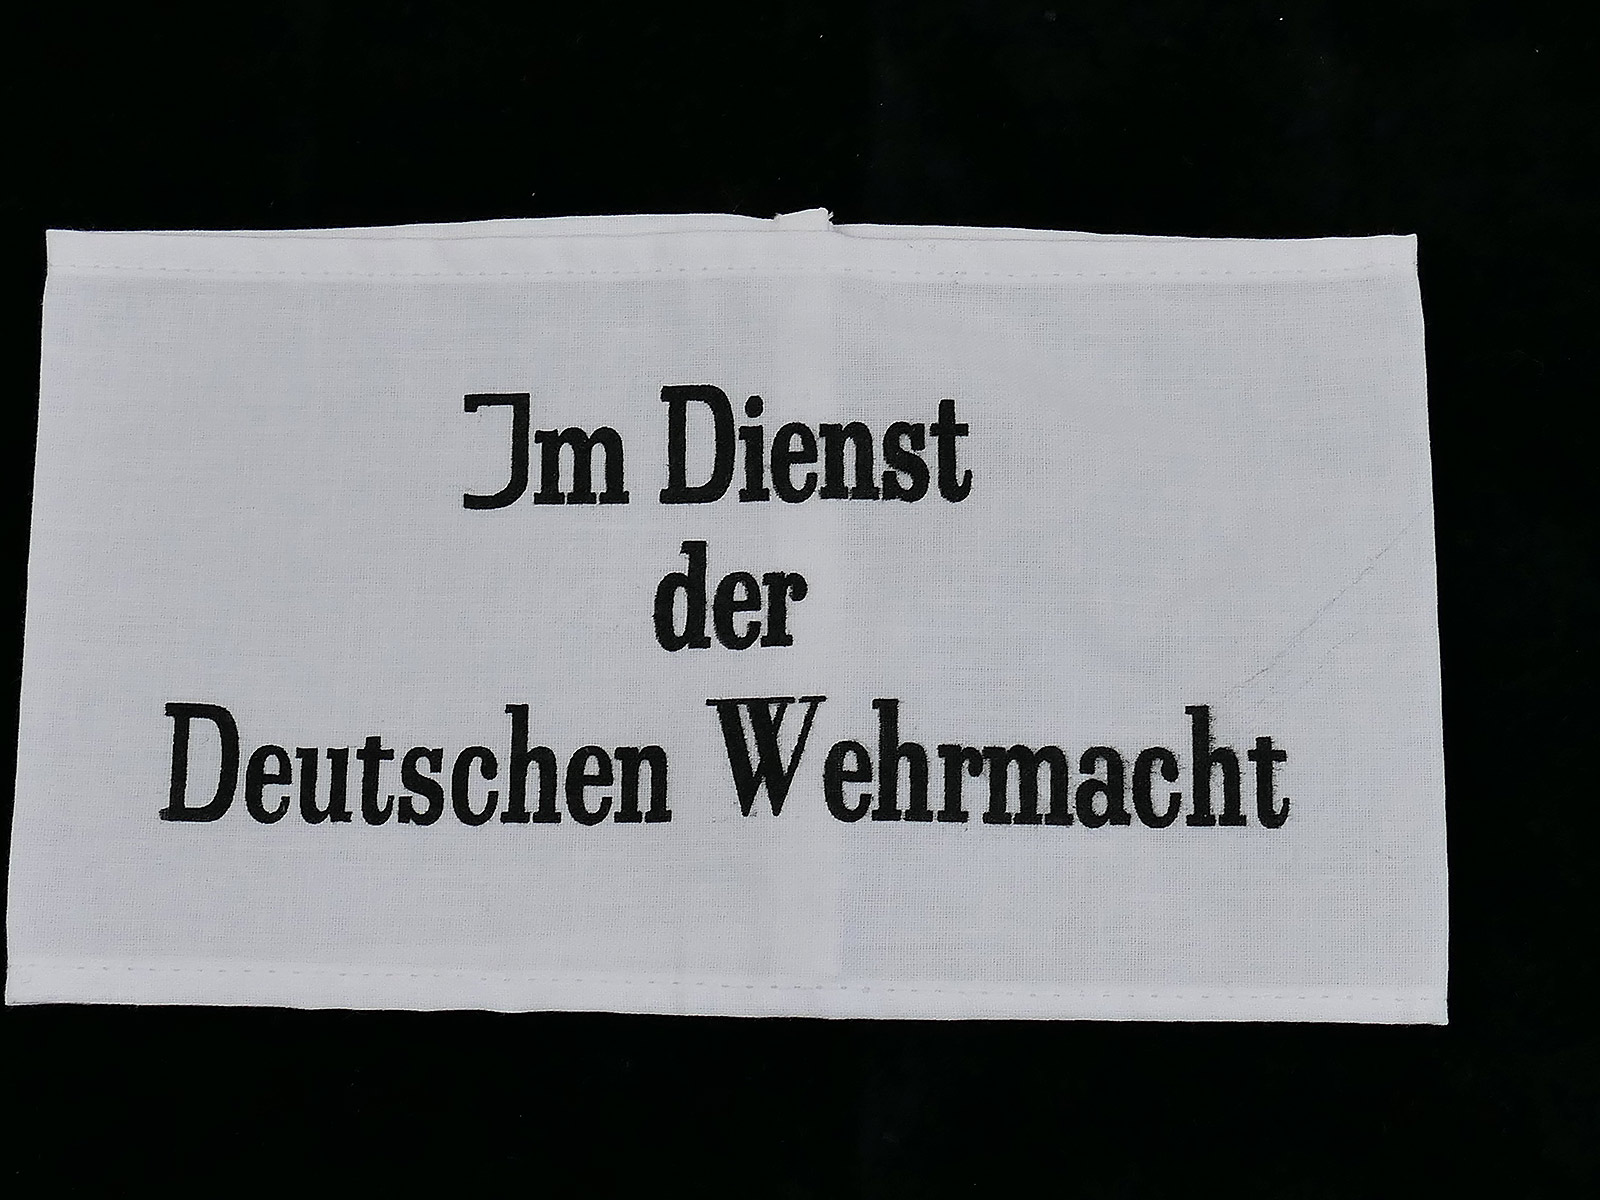 Im Dienst
der
Deutschen Wehrmacht